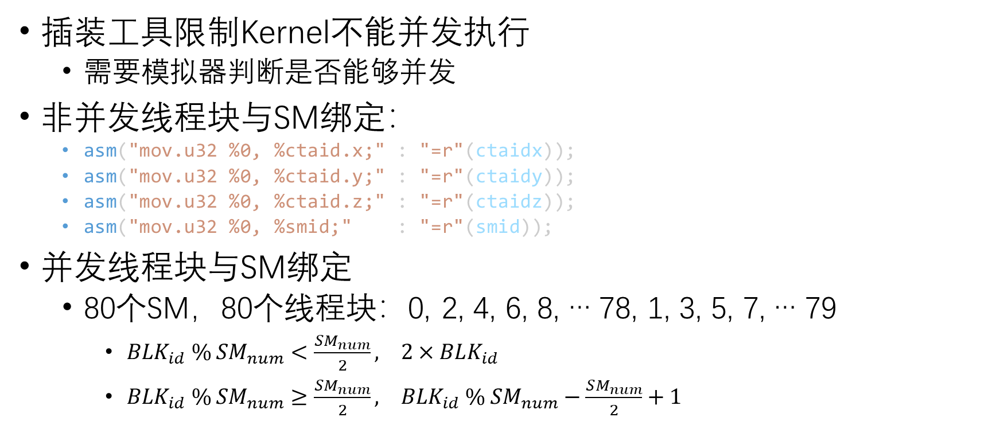 • 插装工具限制Kernel不能并发执行
• 需要模拟器判断是否能够并发
• 非并发线程块与SM绑定：
• asm("mov.u32 %0, %ctaid.x;" : "=r"(ctaidx));
• asm("mov.u32 %0, %ctaid.y;" : "=r"(ctaidy));
• asm("mov.u32 %0, %ctaid.z;" : "=r"(ctaidz));
• asm("mov.u32 %0, %smid;" : "=r"(smid));
• 并发线程块与SM绑定
• 80个SM，80个线程块：0, 2, 4, 6, 8, … 78, 1, 3, 5, 7, … 79
• $BLK_{id} \% SM_{num} < \frac{SM_{num}}{2}, \quad 2 \times BLK_{id}$
• $BLK_{id} \% SM_{num} \geq \frac{SM_{num}}{2}, \quad BLK_{id} \% SM_{num} - \frac{SM_{num}}{2} + 1$